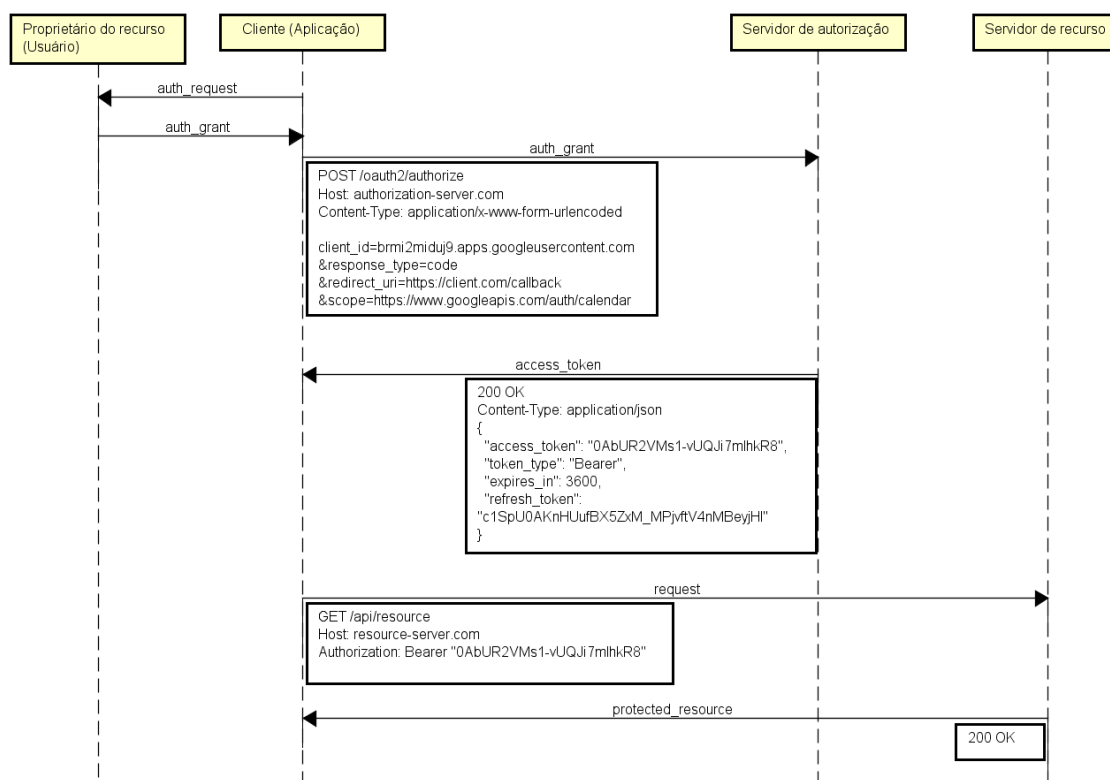 Proprietário do recurso
(Usuário)
Cliente (Aplicação)
Servidor de autorização
Servidor de recurso
auth_request
auth_grant
auth_grant
POST /oauth2/authorize
Host: authorization-server.com
Content-Type: application/x-www-form-urlencoded
client_id=brmi2miduj9.apps.googleusercontent.com
&response_type=code
&redirect_uri=https://client.com/callback
&scope=https://www.googleapis.com/auth/calendar
access_token
200 OK
Content-Type: application/json
{
"access_token": "0AbUR2VMs1-vUQJi7mlhkR8",
"token_type": "Bearer",
"expires_in": 3600,
"refresh_token":
"c1SpU0AKnHUufBX5ZxM_MPjvftV4nMBeyjHl"
}
request
GET /api/resource
Host: resource-server.com
Authorization: Bearer "0AbUR2VMs1-vUQJi7mlhkR8"
protected_resource
200 OK